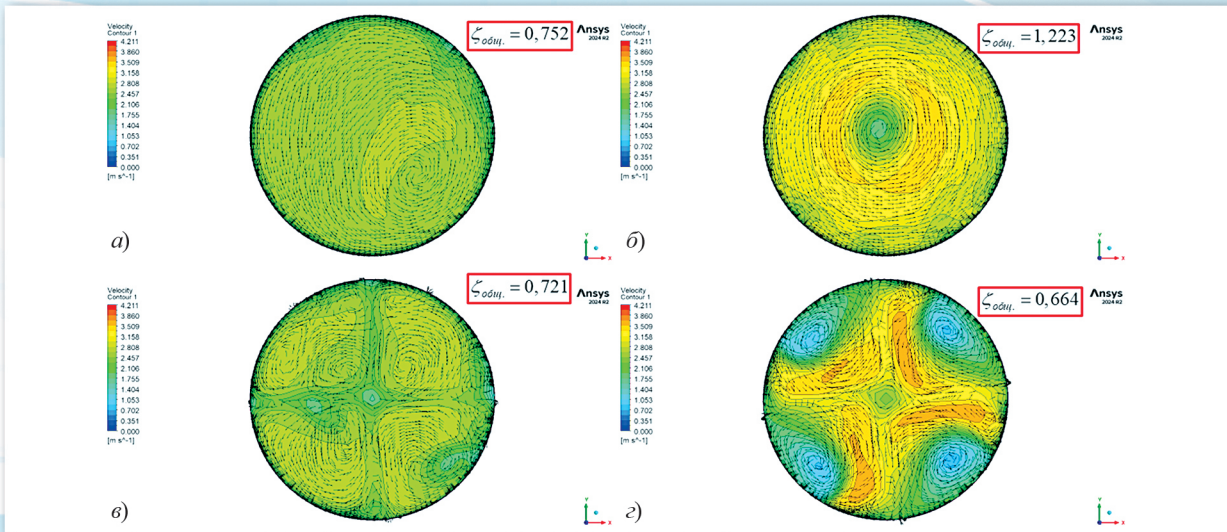 Velocity
Contour 1
4.211
3.860
3.509
3.158
2.808
2.457
2.106
1.755
1.404
1.053
0.702
0.351
0.000
[m s^-1]
ζобщ. = 0,752
Ansys
2024 R2
а)
Y
X
Velocity
Contour 1
4.211
3.860
3.509
3.158
2.808
2.457
2.106
1.755
1.404
1.053
0.702
0.351
0.000
[m s^-1]
ζобщ. = 1,223
Ansys
2024 R2
б)
Y
X
Velocity
Contour 1
4.211
3.860
3.509
3.158
2.808
2.457
2.106
1.755
1.404
1.053
0.702
0.351
0.000
[m s^-1]
ζобщ. = 0,721
Ansys
2024 R2
в)
Y
X
Velocity
Contour 1
4.211
3.860
3.509
3.158
2.808
2.457
2.106
1.755
1.404
1.053
0.702
0.351
0.000
[m s^-1]
ζобщ. = 0,664
Ansys
2024 R2
г)
Y
X